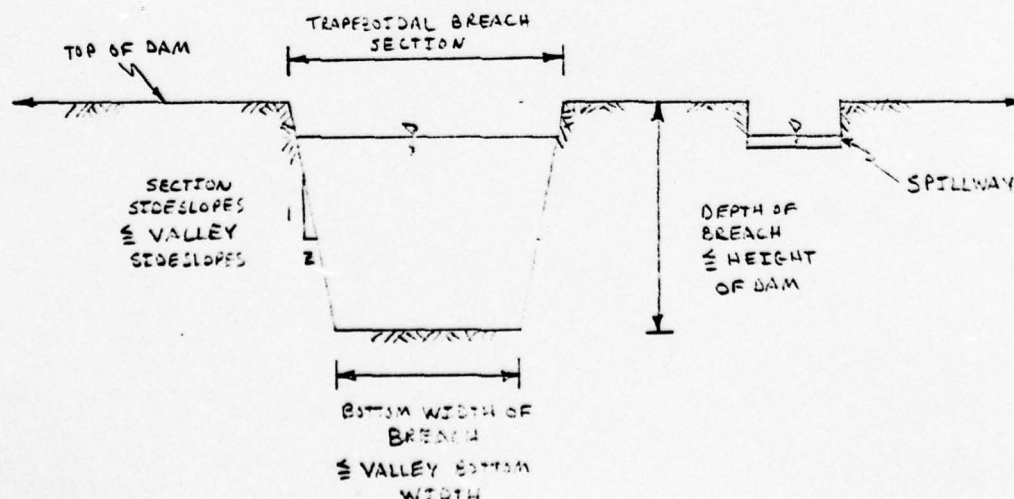 TRAPEZOIDAL BREACH
SECTION
TOP OF DAM
SECTION
SIDESLOPES
≤ VALLEY
SIDESLOPES
1
Z
DEPTH OF
BREACH
≤ HEIGHT
OF DAM
SPILLWAY
BOTTOM WIDTH OF
BREACH
≤ VALLEY BOTTOM
WIDTH